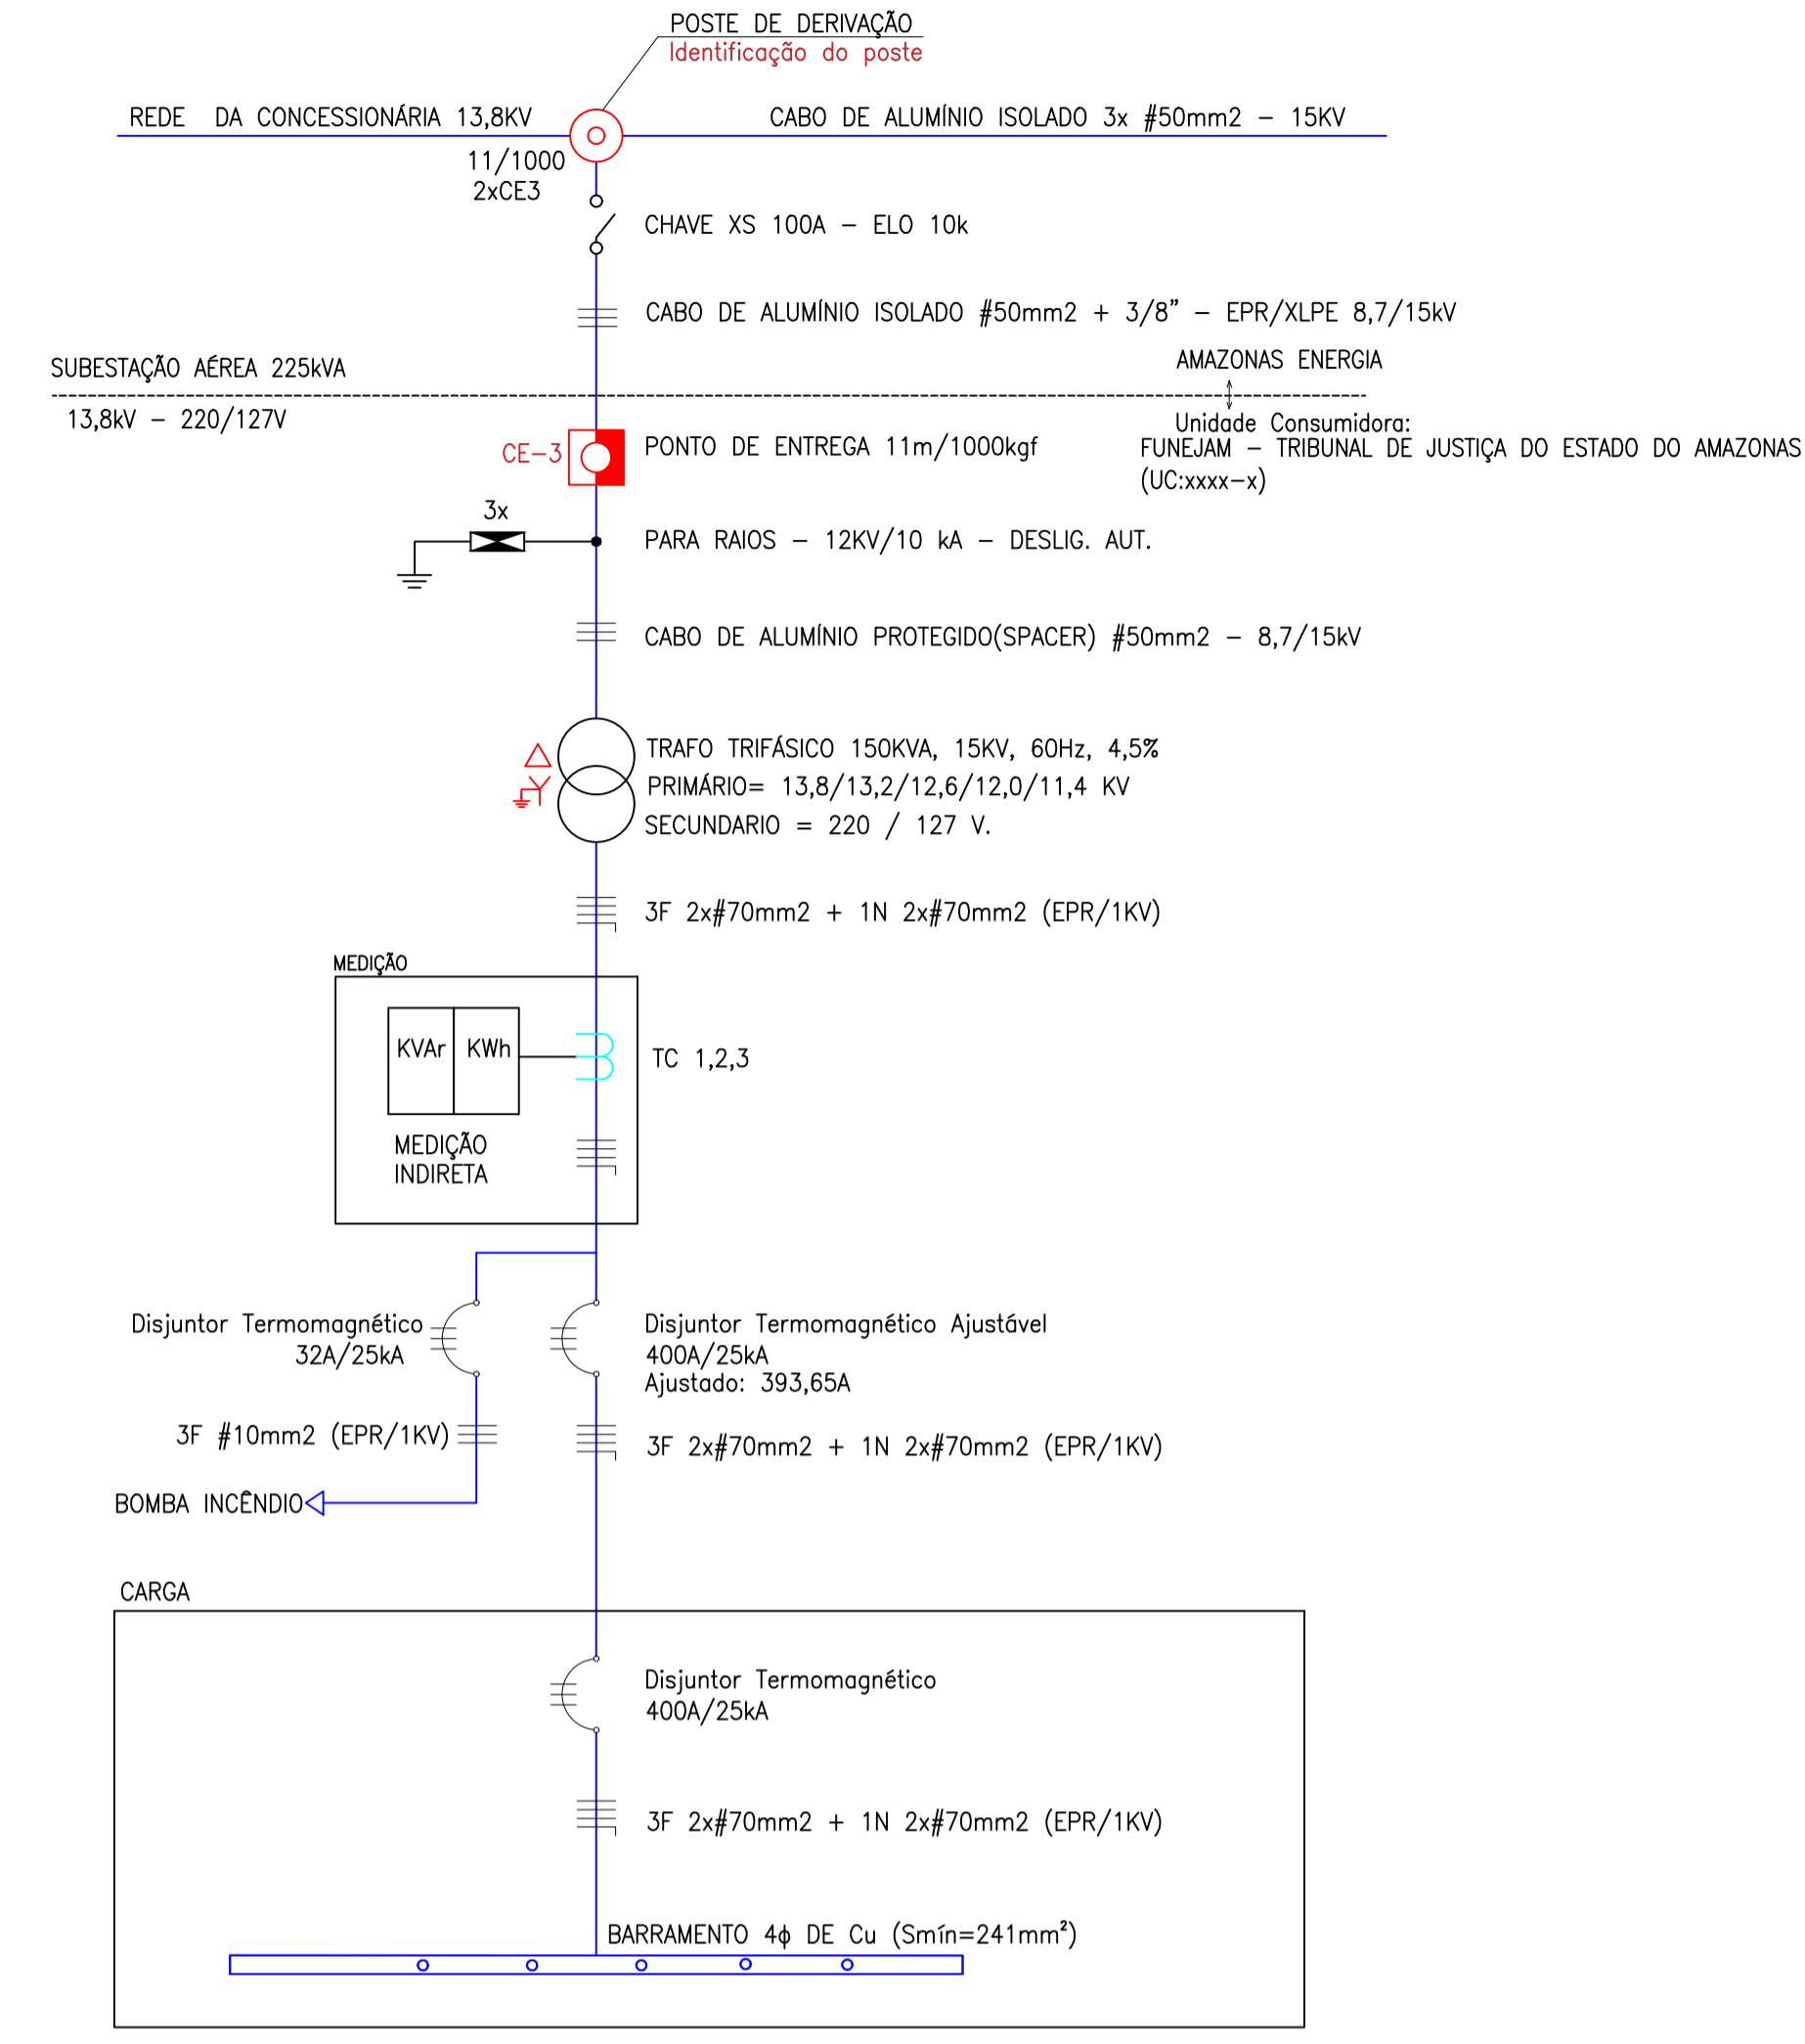 POSTE DE DERIVAÇÃO
Identificação do poste
REDE DA CONCESSIONÁRIA 13,8KV
CABO DE ALUMÍNIO ISOLADO 3x #50mm2 - 15KV
11/1000
2xCE3
CHAVE XS 100A - ELO 10k
CABO DE ALUMÍNIO ISOLADO #50mm2 + 3/8" - EPR/XLPE 8,7/15kV
SUBESTAÇÃO AÉREA 225kVA
AMAZONAS ENERGIA
13,8kV - 220/127V
Unidade Consumidora:
CE-3
PONTO DE ENTREGA 11m/1000kgf
FUNEJAM - TRIBUNAL DE JUSTIÇA DO ESTADO DO AMAZONAS
(UC:xxxx-x)
3x
PARA RAIOS - 12KV/10 kA - DESLIG. AUT.
CABO DE ALUMÍNIO PROTEGIDO(SPACER) #50mm2 - 8,7/15kV
TRAFO TRIFÁSICO 150KVA, 15KV, 60Hz, 4,5%
PRIMÁRIO= 13,8/13,2/12,6/12,0/11,4 KV
SECUNDARIO = 220 / 127 V.
3F 2x#70mm2 + 1N 2x#70mm2 (EPR/1KV)
MEDIÇÃO
KVAr KWh
TC 1,2,3
MEDIÇÃO
INDIRETA
Disjuntor Termomagnético
32A/25kA
Disjuntor Termomagnético Ajustável
400A/25kA
Ajustado: 393,65A
3F #10mm2 (EPR/1KV)
3F 2x#70mm2 + 1N 2x#70mm2 (EPR/1KV)
BOMBA INCÊNDIO
CARGA
Disjuntor Termomagnético
400A/25kA
3F 2x#70mm2 + 1N 2x#70mm2 (EPR/1KV)
BARRAMENTO 4ϕ DE Cu (Smín=241mm²)